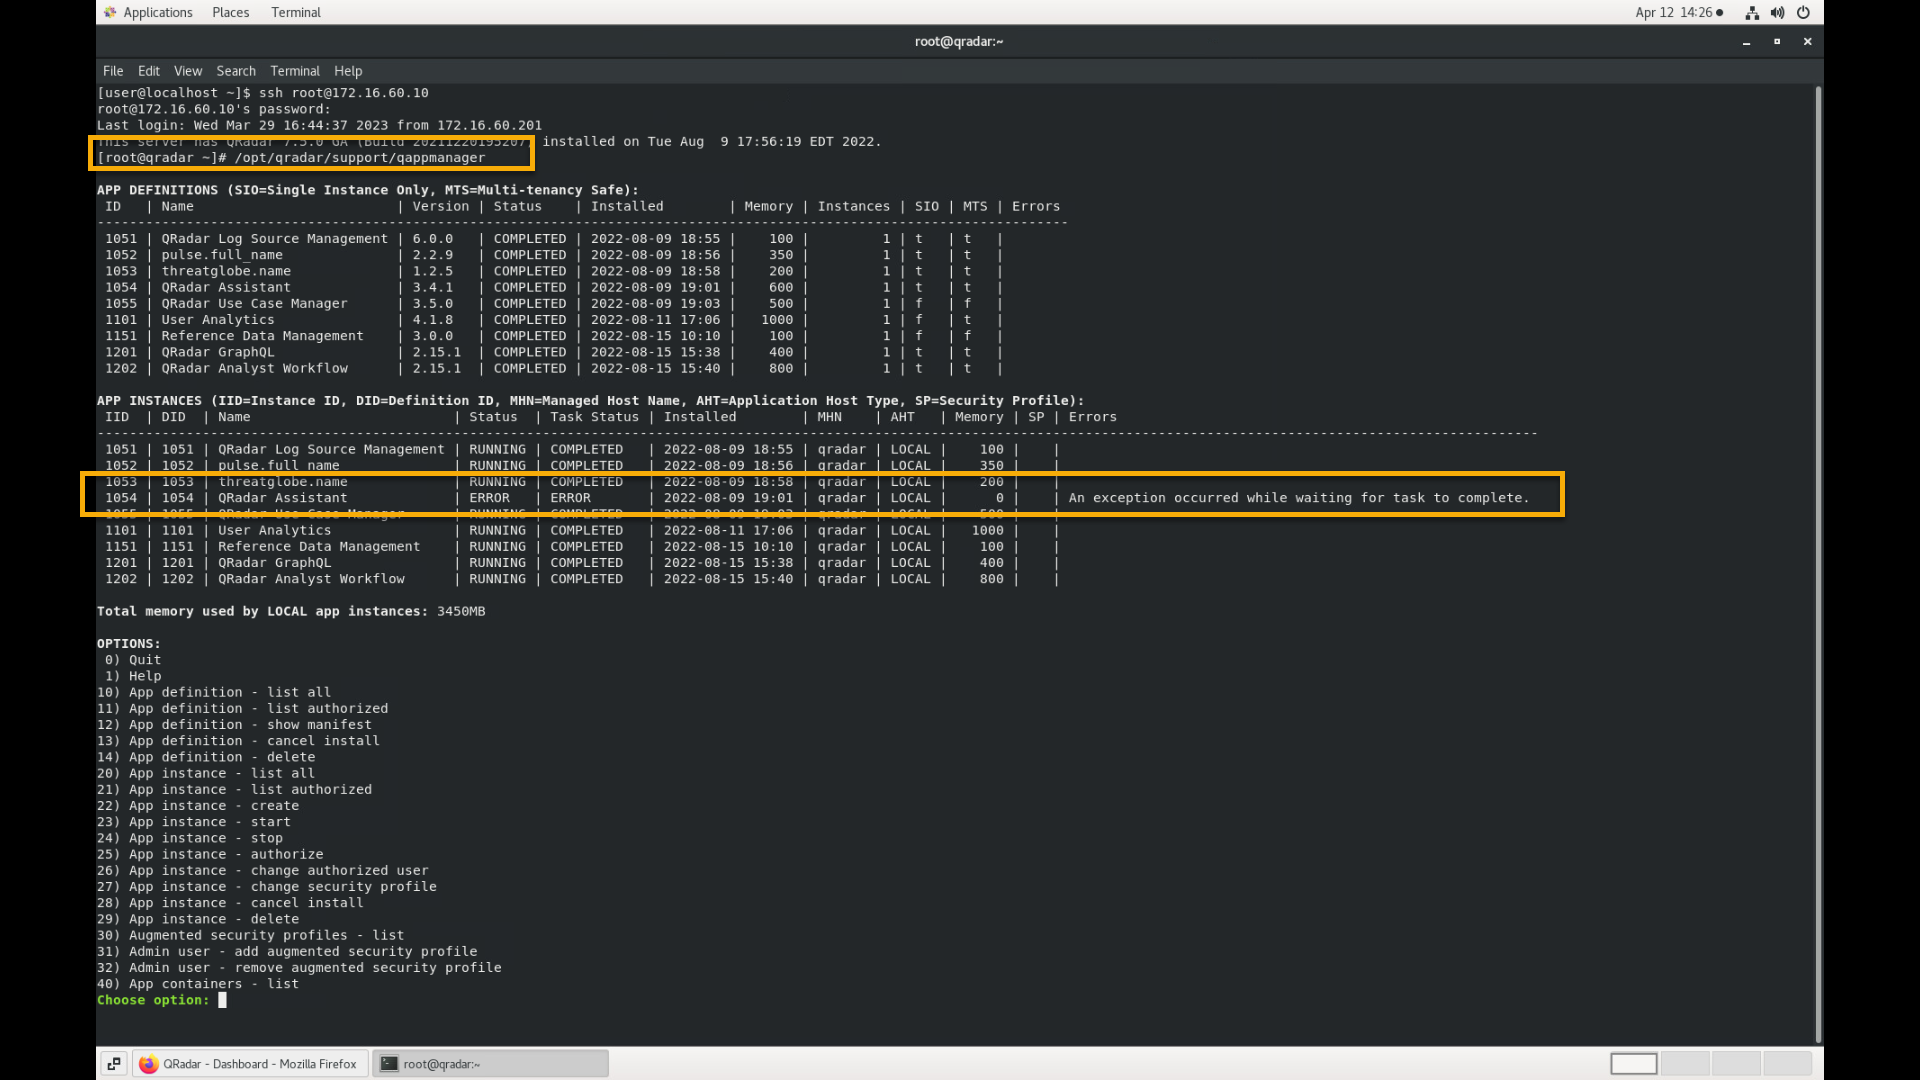 Applications Places Terminal Apr 12 14:26
root@qradar:~
File Edit View Search Terminal Help
[user@localhost ~]$ ssh root@172.16.60.10
root@172.16.60.10's password:
Last login: Wed Mar 29 16:44:37 2023 from 172.16.60.201
This server has QRadar 7.5.0 GA (Build 20211220195207) installed on Tue Aug  9 17:56:19 EDT 2022.
[root@qradar ~]# /opt/qradar/support/qappmanager
APP DEFINITIONS (SIO=Single Instance Only, MTS=Multi-tenancy Safe):
ID | Name | Version | Status | Installed | Memory | Instances | SIO | MTS | Errors
1051 | QRadar Log Source Management | 6.0.0 | COMPLETED | 2022-08-09 18:55 | 100 | 1 | t | t |
1052 | pulse.full_name | 2.2.9 | COMPLETED | 2022-08-09 18:56 | 350 | 1 | t | t |
1053 | threatglobe.name | 1.2.5 | COMPLETED | 2022-08-09 18:58 | 200 | 1 | t | t |
1054 | QRadar Assistant | 3.4.1 | COMPLETED | 2022-08-09 19:01 | 600 | 1 | t | t |
1055 | QRadar Use Case Manager | 3.5.0 | COMPLETED | 2022-08-09 19:03 | 500 | 1 | f | f |
1101 | User Analytics | 4.1.8 | COMPLETED | 2022-08-11 17:06 | 1000 | 1 | f | t |
1151 | Reference Data Management | 3.0.0 | COMPLETED | 2022-08-15 10:10 | 100 | 1 | f | f |
1201 | QRadar GraphQL | 2.15.1 | COMPLETED | 2022-08-15 15:38 | 400 | 1 | t | t |
1202 | QRadar Analyst Workflow | 2.15.1 | COMPLETED | 2022-08-15 15:40 | 800 | 1 | t | t |
APP INSTANCES (IID=Instance ID, DID=Definition ID, MHN=Managed Host Name, AHT=Application Host Type, SP=Security Profile):
IID | DID | Name | Status | Task Status | Installed | MHN | AHT | Memory | SP | Errors
1051 | 1051 | QRadar Log Source Management | RUNNING | COMPLETED | 2022-08-09 18:55 | qradar | LOCAL | 100 | |
1052 | 1052 | pulse.full_name | RUNNING | COMPLETED | 2022-08-09 18:56 | qradar | LOCAL | 350 | |
1053 | 1053 | threatglobe.name | RUNNING | COMPLETED | 2022-08-09 18:58 | qradar | LOCAL | 200 | |
1054 | 1054 | QRadar Assistant | ERROR | ERROR | 2022-08-09 19:01 | qradar | LOCAL | 0 | | An exception occurred while waiting for task to complete.
1055 | 1055 | QRadar Use Case Manager | RUNNING | COMPLETED | 2022-08-09 19:03 | qradar | LOCAL | 500 | |
1101 | 1101 | User Analytics | RUNNING | COMPLETED | 2022-08-11 17:06 | qradar | LOCAL | 1000 | |
1151 | 1151 | Reference Data Management | RUNNING | COMPLETED | 2022-08-15 10:10 | qradar | LOCAL | 100 | |
1201 | 1201 | QRadar GraphQL | RUNNING | COMPLETED | 2022-08-15 15:38 | qradar | LOCAL | 400 | |
1202 | 1202 | QRadar Analyst Workflow | RUNNING | COMPLETED | 2022-08-15 15:40 | qradar | LOCAL | 800 | |
Total memory used by LOCAL app instances: 3450MB
OPTIONS:
0) Quit
1) Help
10) App definition - list all
11) App definition - list authorized
12) App definition - show manifest
13) App definition - cancel install
14) App definition - delete
20) App instance - list all
21) App instance - list authorized
22) App instance - create
23) App instance - start
24) App instance - stop
25) App instance - authorize
26) App instance - change authorized user
27) App instance - change security profile
28) App instance - cancel install
29) App instance - delete
30) Augmented security profiles - list
31) Admin user - add augmented security profile
32) Admin user - remove augmented security profile
40) App containers - list
Choose option:
QRadar - Dashboard - Mozilla Firefox root@qradar:~